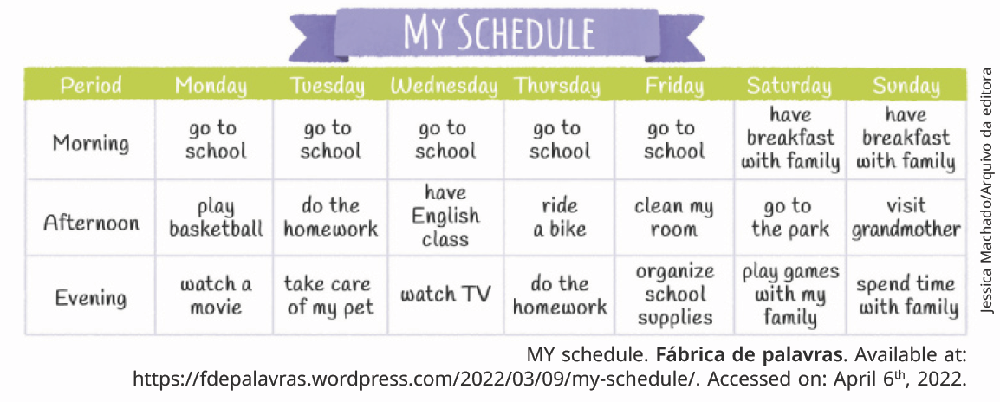 MY SCHEDULE
Period Monday Tuesday Wednesday Thursday Friday Saturday Sunday
Morning
go to
school
go to
school
go to
school
go to
school
go to
school
have
breakfast
with family
have
breakfast
with family
Afternoon
play
basketball
do the
homework
have
English
class
ride
a bike
clean my
room
go to
the park
visit
grandmother
Evening
watch a
movie
take care
of my pet
watch TV
do the
homework
organize
school
supplies
play games
with my
family
spend time
with family
Jessica Machado/Arquivo da editora
MY schedule. Fábrica de palavras. Available at:
https://fdepalavras.wordpress.com/2022/03/09/my-schedule/. Accessed on: April 6th, 2022.